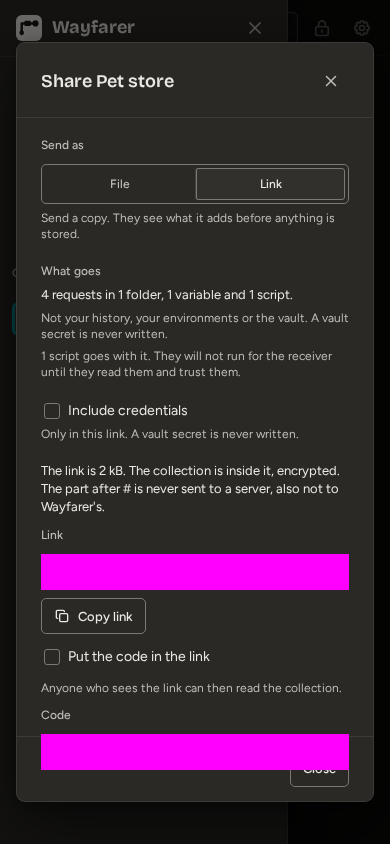 Wayfarer
Share Pet store
Send as
File
Link
Send a copy. They see what it adds before anything is
stored.
What goes
4 requests in 1 folder, 1 variable and 1 script.
Not your history, your environments or the vault. A vault
secret is never written.
1 script goes with it. They will not run for the receiver
until they read them and trust them.
Include credentials
Only in this link. A vault secret is never written.
The link is 2 kB. The collection is inside it, encrypted.
The part after # is never sent to a server, also not to
Wayfarer's.
Link
Copy link
Put the code in the link
Anyone who sees the link can then read the collection.
Code
Close